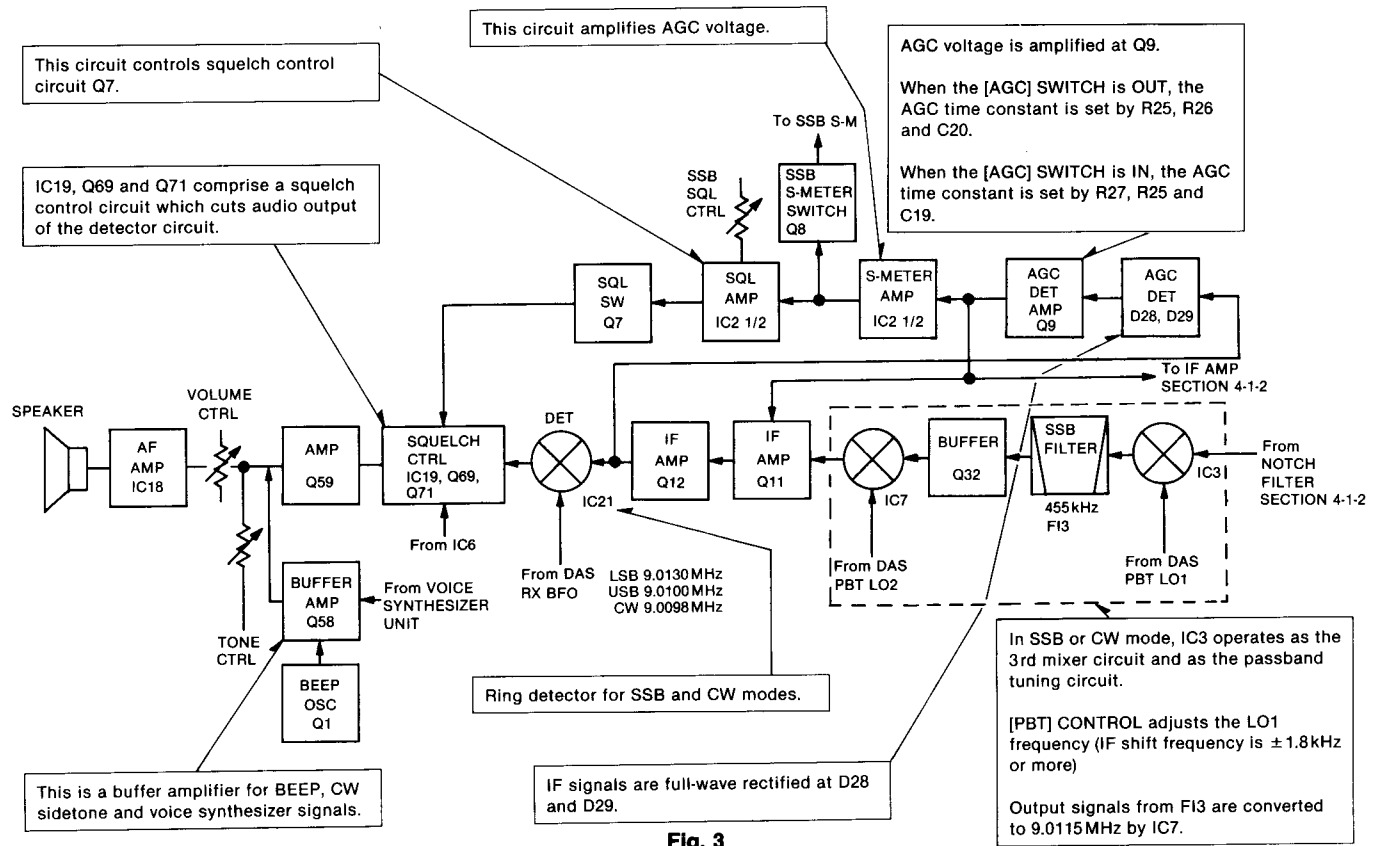 This circuit amplifies AGC voltage.
This circuit controls squelch control
circuit Q7.
AGC voltage is amplified at Q9.
When the [AGC] SWITCH is OUT, the
AGC time constant is set by R25, R26
and C20.
When the [AGC] SWITCH is IN, the AGC
time constant is set by R27, R25 and
C19.
IC19, Q69 and Q71 comprise a squelch
control circuit which cuts audio output
of the detector circuit.
To SSB S-M
SSB
SQL
CTRL
SSB
S-METER
SWITCH
Q8
SQL
SW
Q7
SQL
AMP
IC2 1/2
S-METER
AMP
IC2 1/2
AGC
DET
AMP
Q9
AGC
DET
D28, D29
To IF AMP
SECTION 4-1-2
SPEAKER
AF
AMP
IC18
VOLUME
CTRL
AMP
Q59
SQUELCH
CTRL
IC19, Q69,
Q71
From IC6
DET
IC21
IF
AMP
Q12
IF
AMP
Q11
IC7
BUFFER
Q32
SSB
FILTER
455kHz
FI3
IC3
From
NOTCH
FILTER
SECTION 4-1-2
From DAS
RX BFO
LSB 9.0130MHz
USB 9.0100MHz
CW 9.0098MHz
From DAS
PBT LO2
From DAS
PBT LO1
TONE
CTRL
BUFFER
AMP
Q58
From VOICE
SYNTHESIZER
UNIT
BEEP
OSC
Q1
Ring detector for SSB and CW modes.
In SSB or CW mode, IC3 operates as the
3rd mixer circuit and as the passband
tuning circuit.
[PBT] CONTROL adjusts the LO1
frequency (IF shift frequency is ±1.8kHz
or more)
Output signals from FI3 are converted
to 9.0115MHz by IC7.
This is a buffer amplifier for BEEP, CW
sidetone and voice synthesizer signals.
IF signals are full-wave rectified at D28
and D29.
Fig. 3